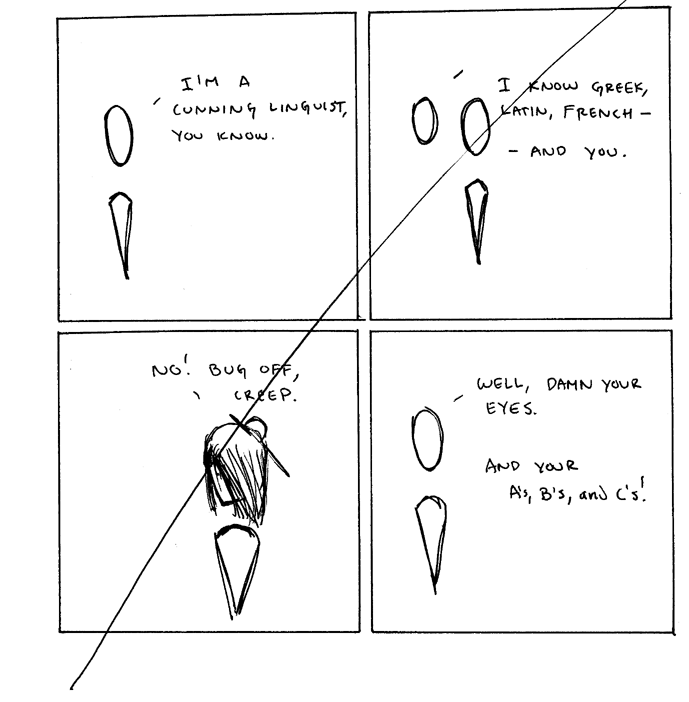 I'M A
CUNNING LINGUIST,
YOU KNOW.
I KNOW GREEK,
LATIN, FRENCH —
— AND YOU.
NO! BUG OFF,
CREEP.
WELL, DAMN YOUR
EYES.
AND YOUR
A's, B's, and C's!